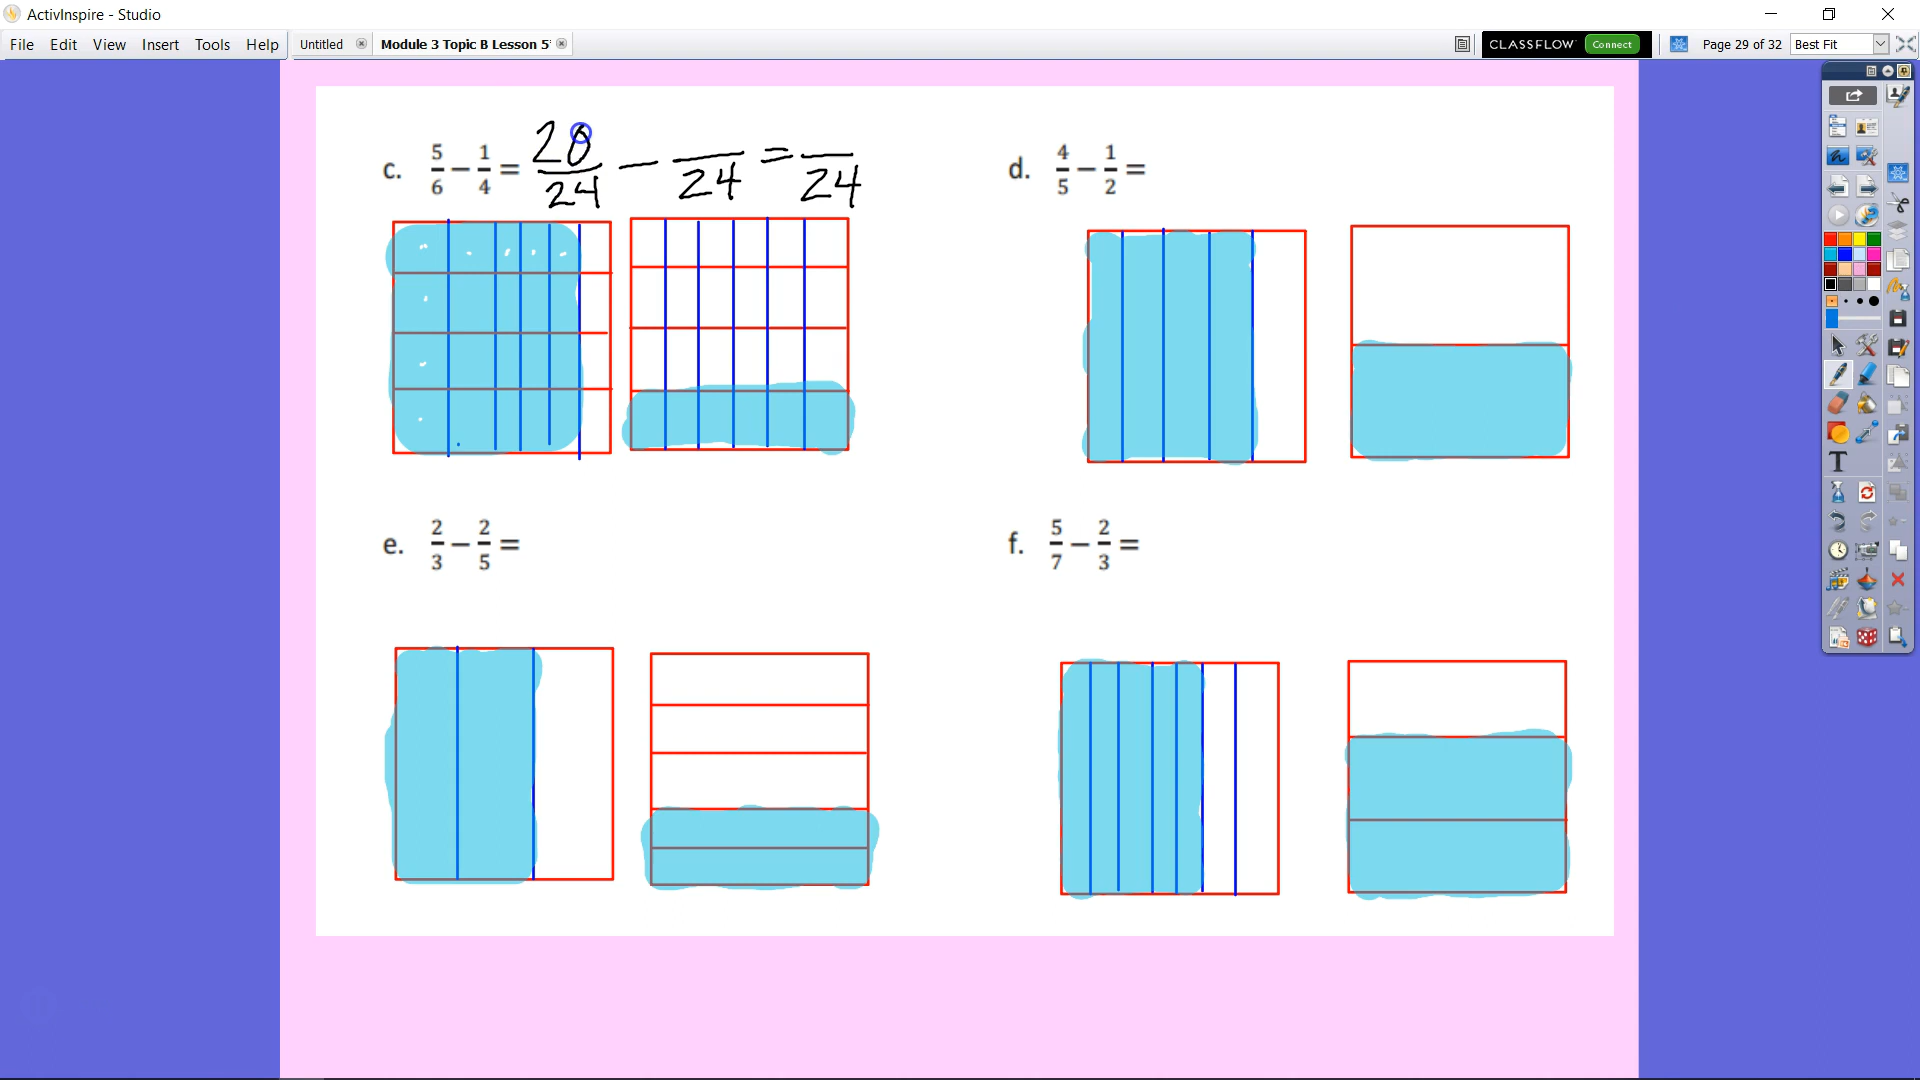 ActivInspire - Studio
File Edit View Insert Tools Help
Untitled Module 3 Topic B Lesson 5
CLASSFLOW Connect Page 29 of 32 Best Fit
c. 5/6 − 1/4 = 20/24 − /24 = /24
d. 4/5 − 1/2 =
e. 2/3 − 2/5 =
f. 5/7 − 2/3 =
T